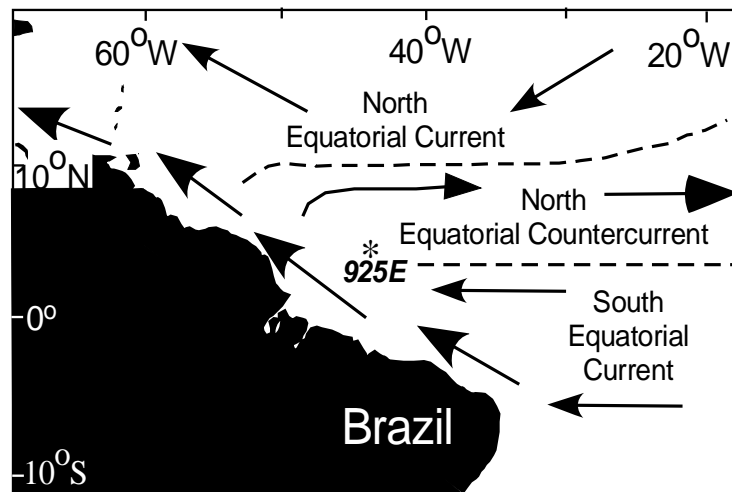 60°W
40°W
20°W
North
Equatorial Current
10°N
North
Equatorial Countercurrent
*
925E
0°
South
Equatorial
Current
Brazil
10°S